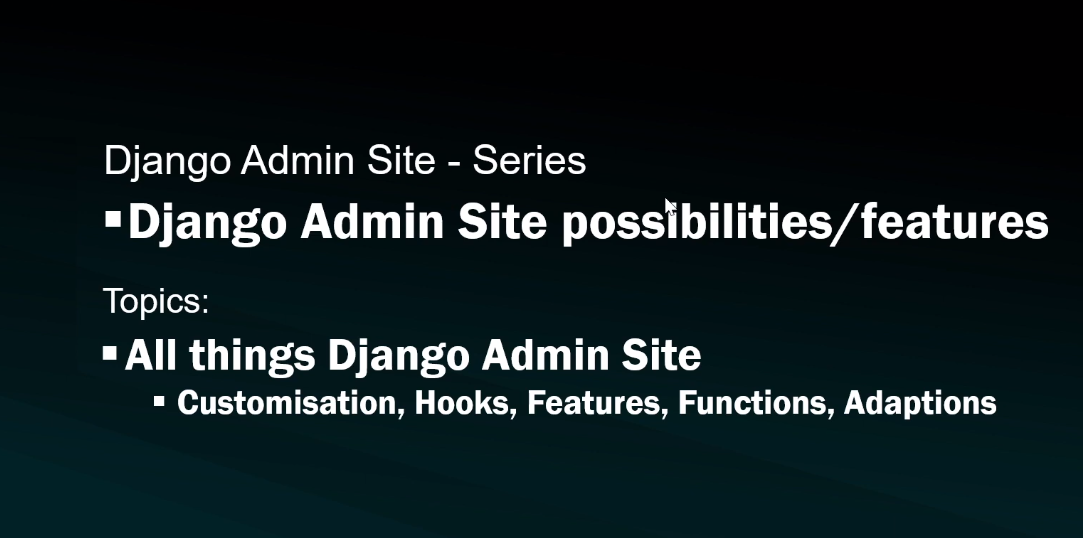 Django Admin Site - Series
▪Django Admin Site possibilities/features
Topics:
▪All things Django Admin Site
▪ Customisation, Hooks, Features, Functions, Adaptions